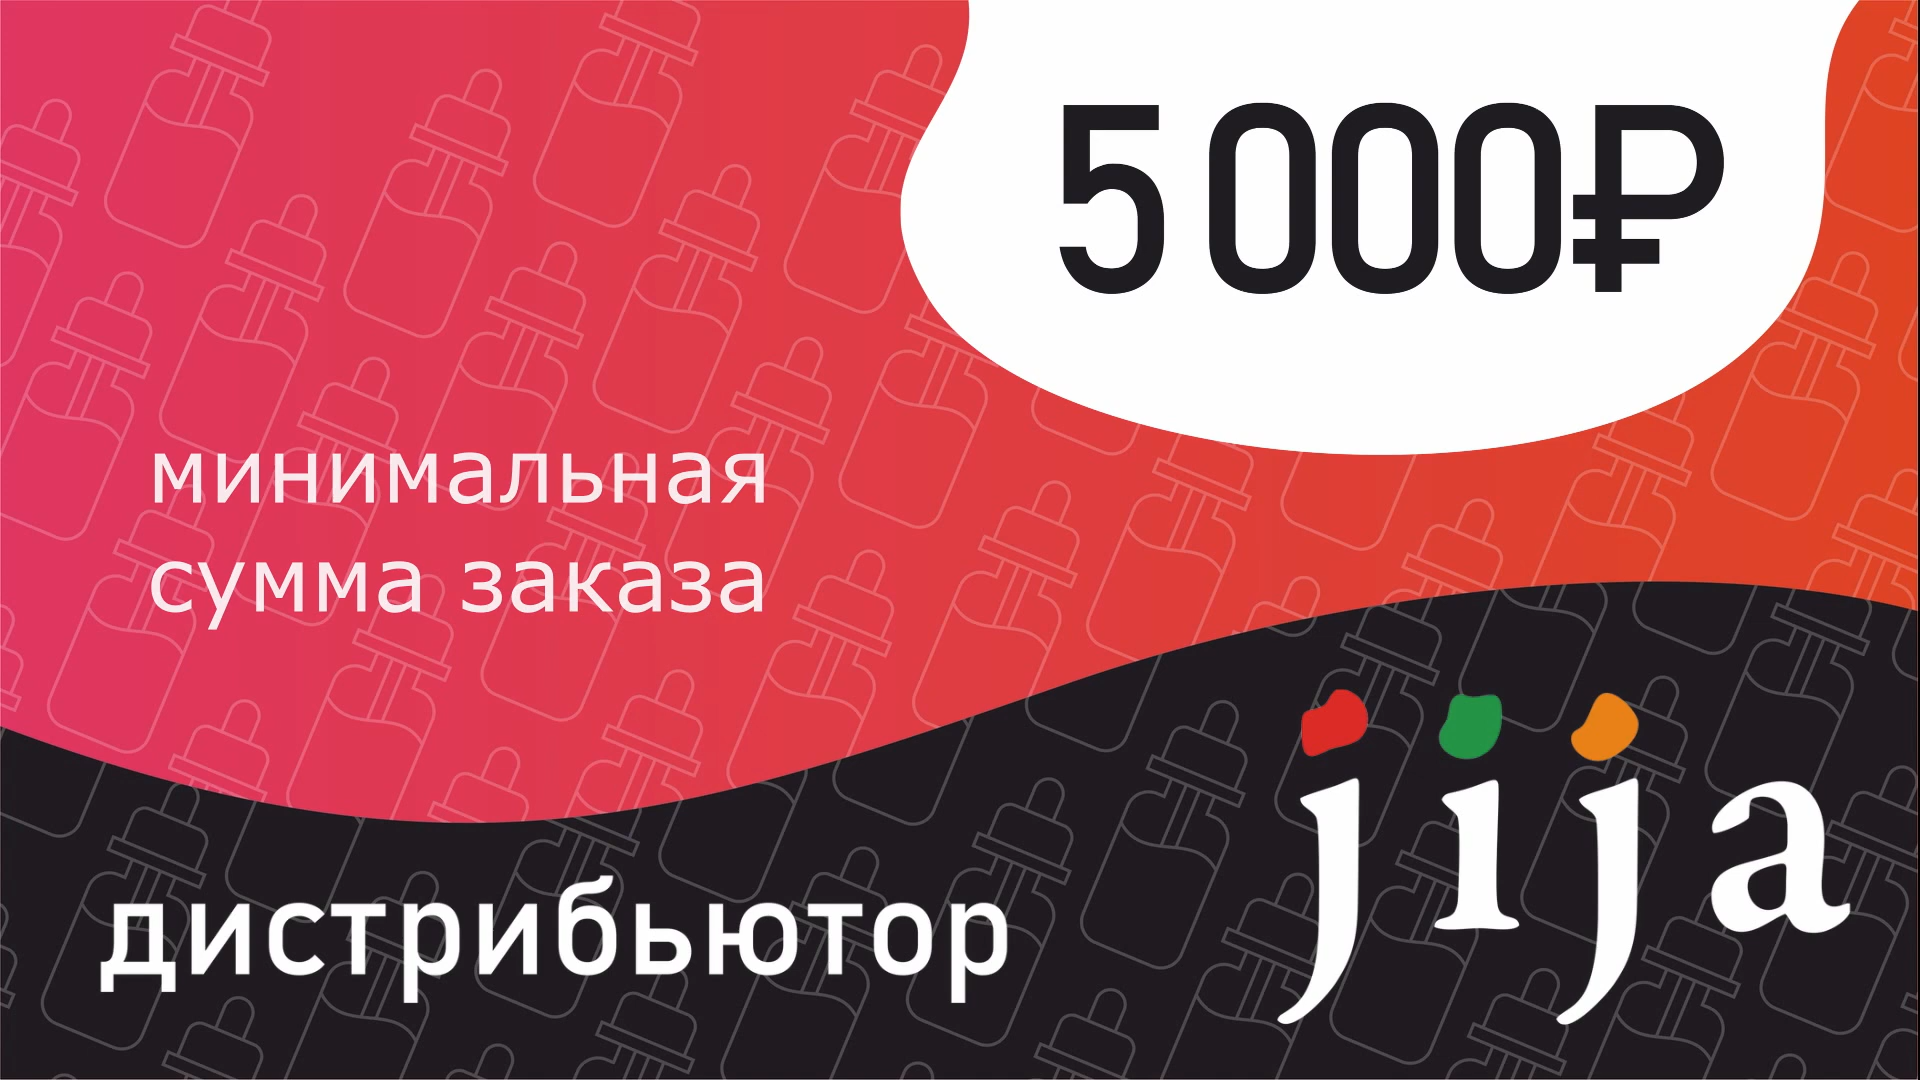 5 000₽
минимальная
сумма заказа
дистрибьютор
jija